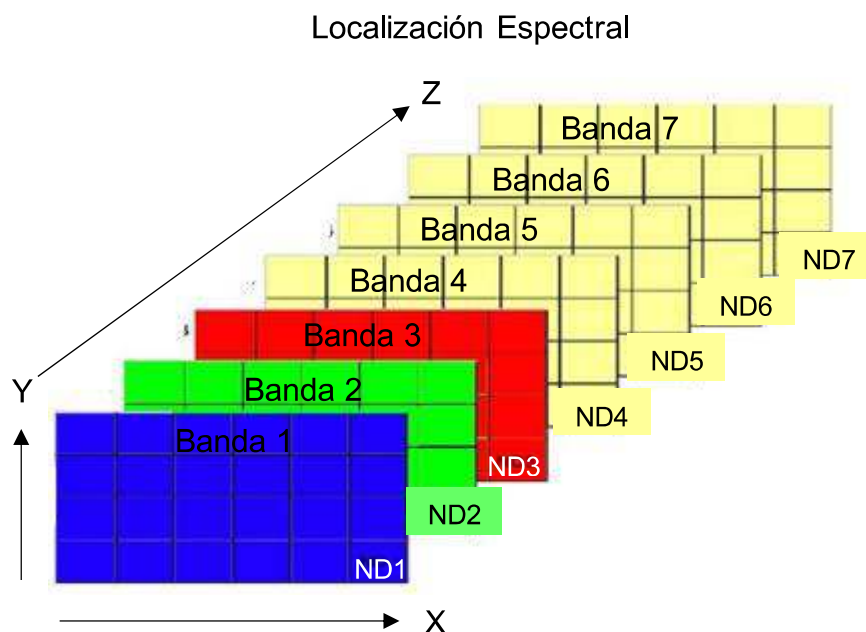 Localización Espectral
Z
Banda 7
Banda 6
Banda 5
ND7
Banda 4
ND6
Banda 3
ND5
Y
Banda 2
ND4
Banda 1
ND3
ND2
ND1
X